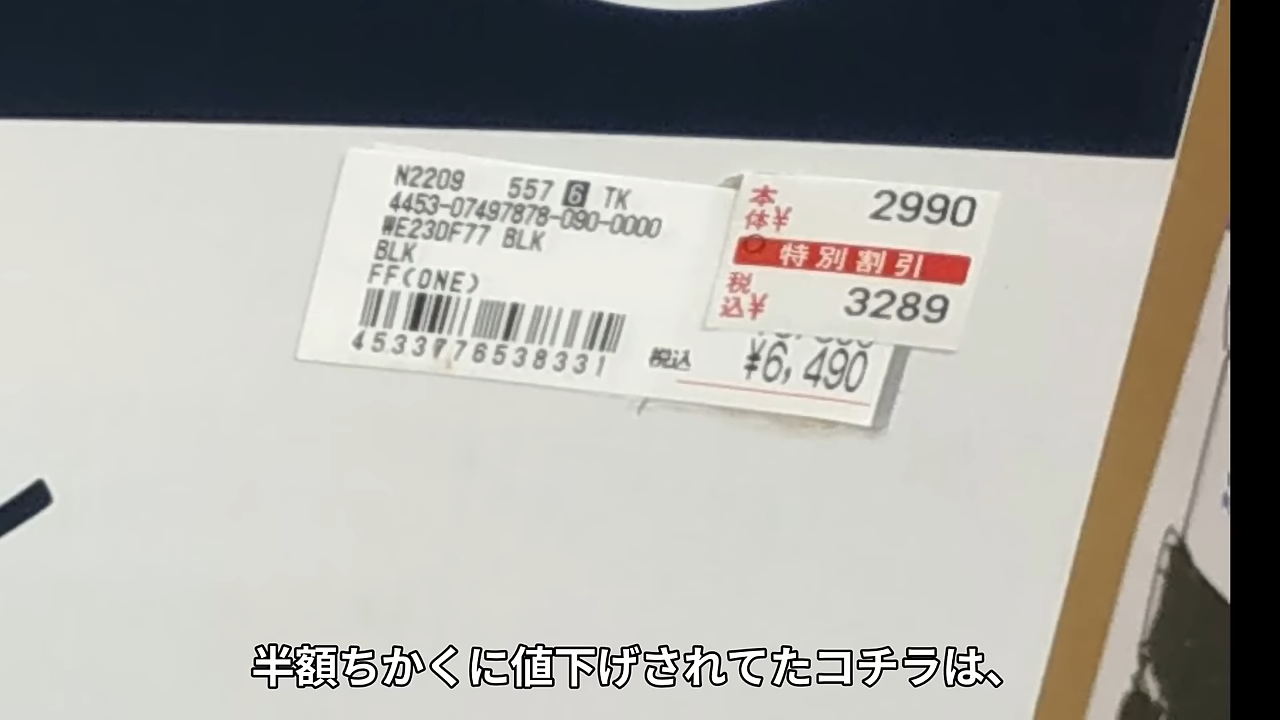 N2209 557 6 TK
4453-07497878-090-0000
WE23DF77 BLK
BLK
FF(ONE)
4533776538331
税込 ¥6,490
本体¥ 2990
特別割引
税込¥ 3289
半額ちかくに値下げされてたコチラは、